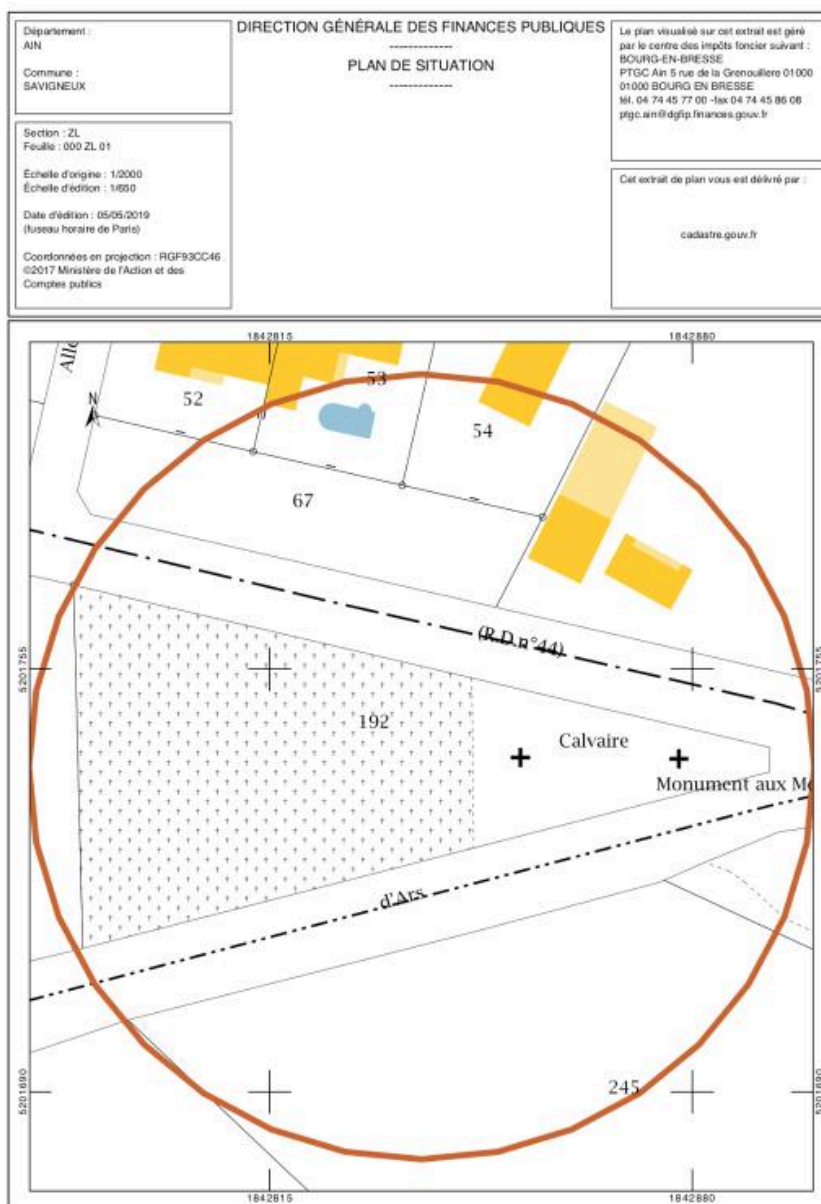 Département :
AIN
Commune :
SAVIGNEUX
Section : ZL
Feuille : 000 ZL 01
Échelle d'origine : 1/2000
Échelle d'édition : 1/650
Date d'édition : 05/05/2019
(fuseau horaire de Paris)
Coordonnées en projection : RGF93CC46
©2017 Ministère de l'Action et des
Comptes publics
DIRECTION GÉNÉRALE DES FINANCES PUBLIQUES
-------------
PLAN DE SITUATION
-------------
Le plan visualisé sur cet extrait est géré
par le centre des impôts foncier suivant :
BOURG-EN-BRESSE
PTGC Ain 5 rue de la Grenouillere 01000
01000 BOURG EN BRESSE
tél. 04 74 45 77 00 -fax 04 74 45 86 08
ptgc.ain@dgfip.finances.gouv.fr
Cet extrait de plan vous est délivré par :
cadastre.gouv.fr
1842815
1842880
Allé
N
52
53
54
67
(R.D.n°44)
5201755
5201755
192
Calvaire
Monument aux Mo
d'Ars
5201690
5201690
245
1842815
1842880